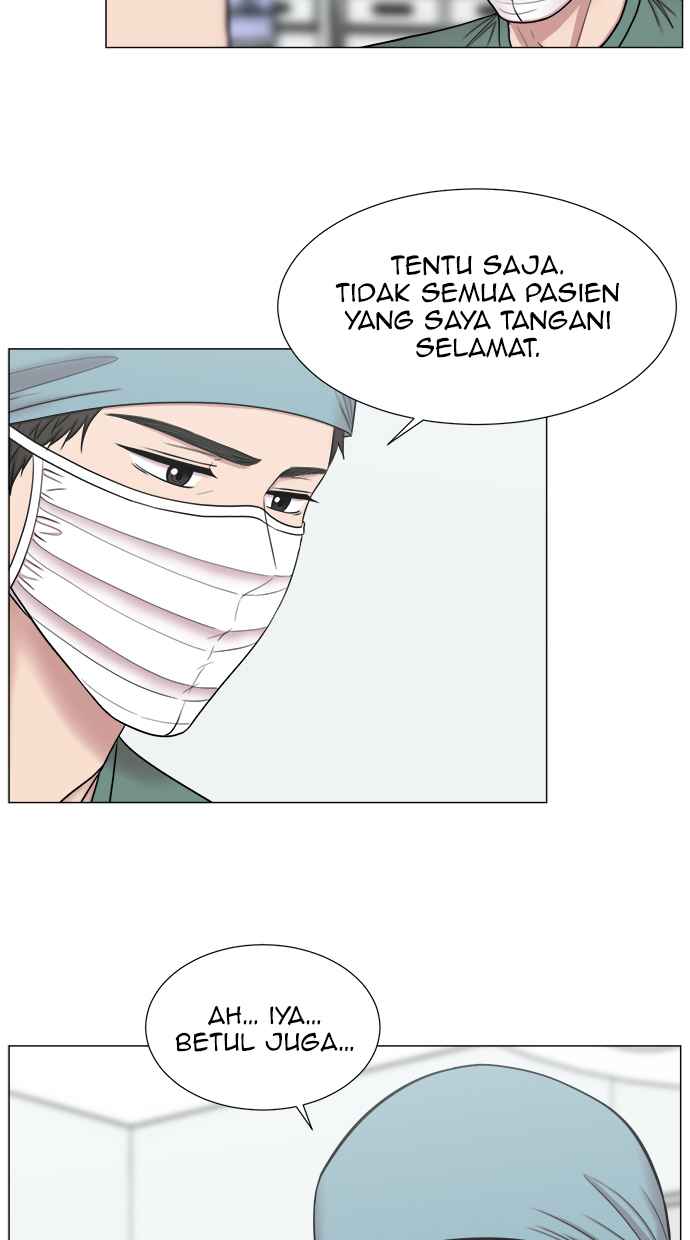 TENTU SAJA.
TIDAK SEMUA PASIEN
YANG SAYA TANGANI
SELAMAT.
AH... IYA...
BETUL JUGA...